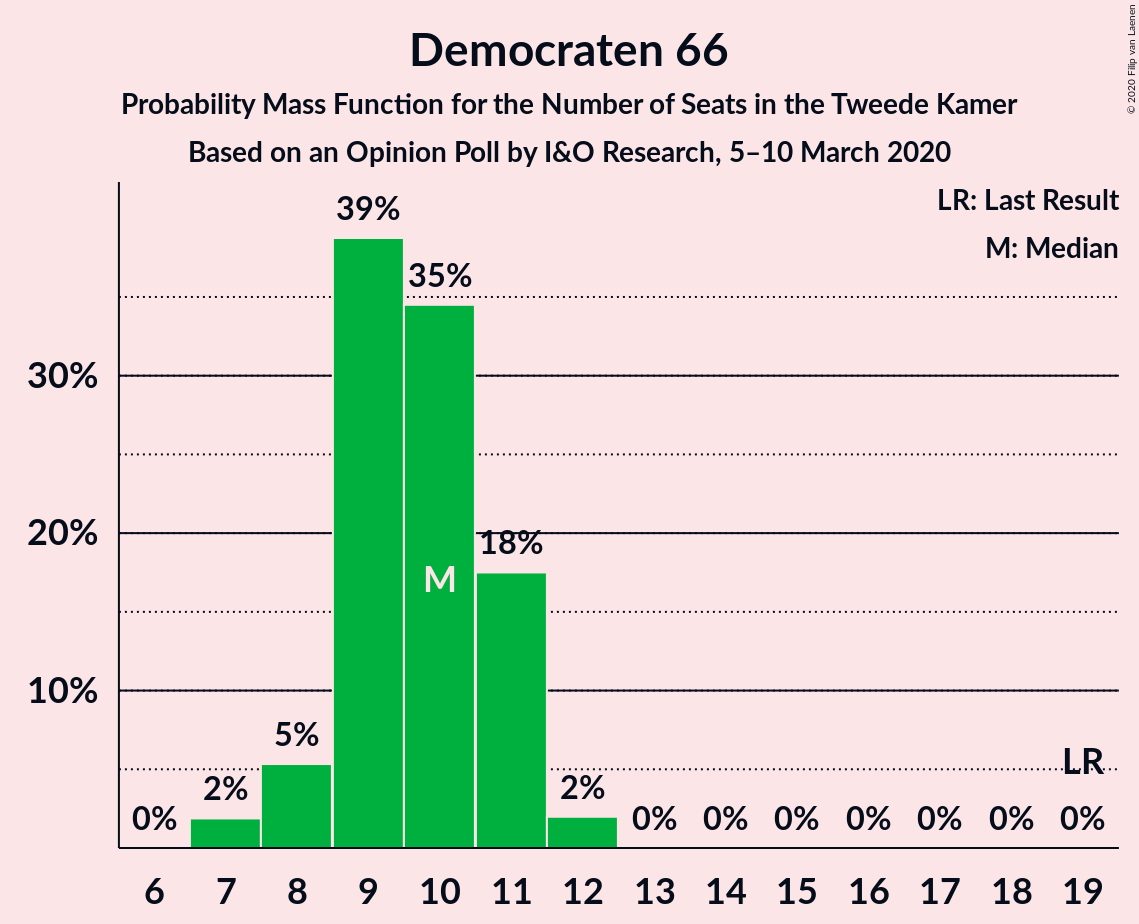 Democraten 66
Probability Mass Function for the Number of Seats in the Tweede Kamer
Based on an Opinion Poll by I&O Research, 5–10 March 2020
© 2020 Filip van Laenen
LR: Last Result
M: Median
39%
35%
30%
20%
18%
M
10%
5%
LR
2%
2%
0%
0%
0%
0%
0%
0%
0%
0%
6 7 8 9 10 11 12 13 14 15 16 17 18 19